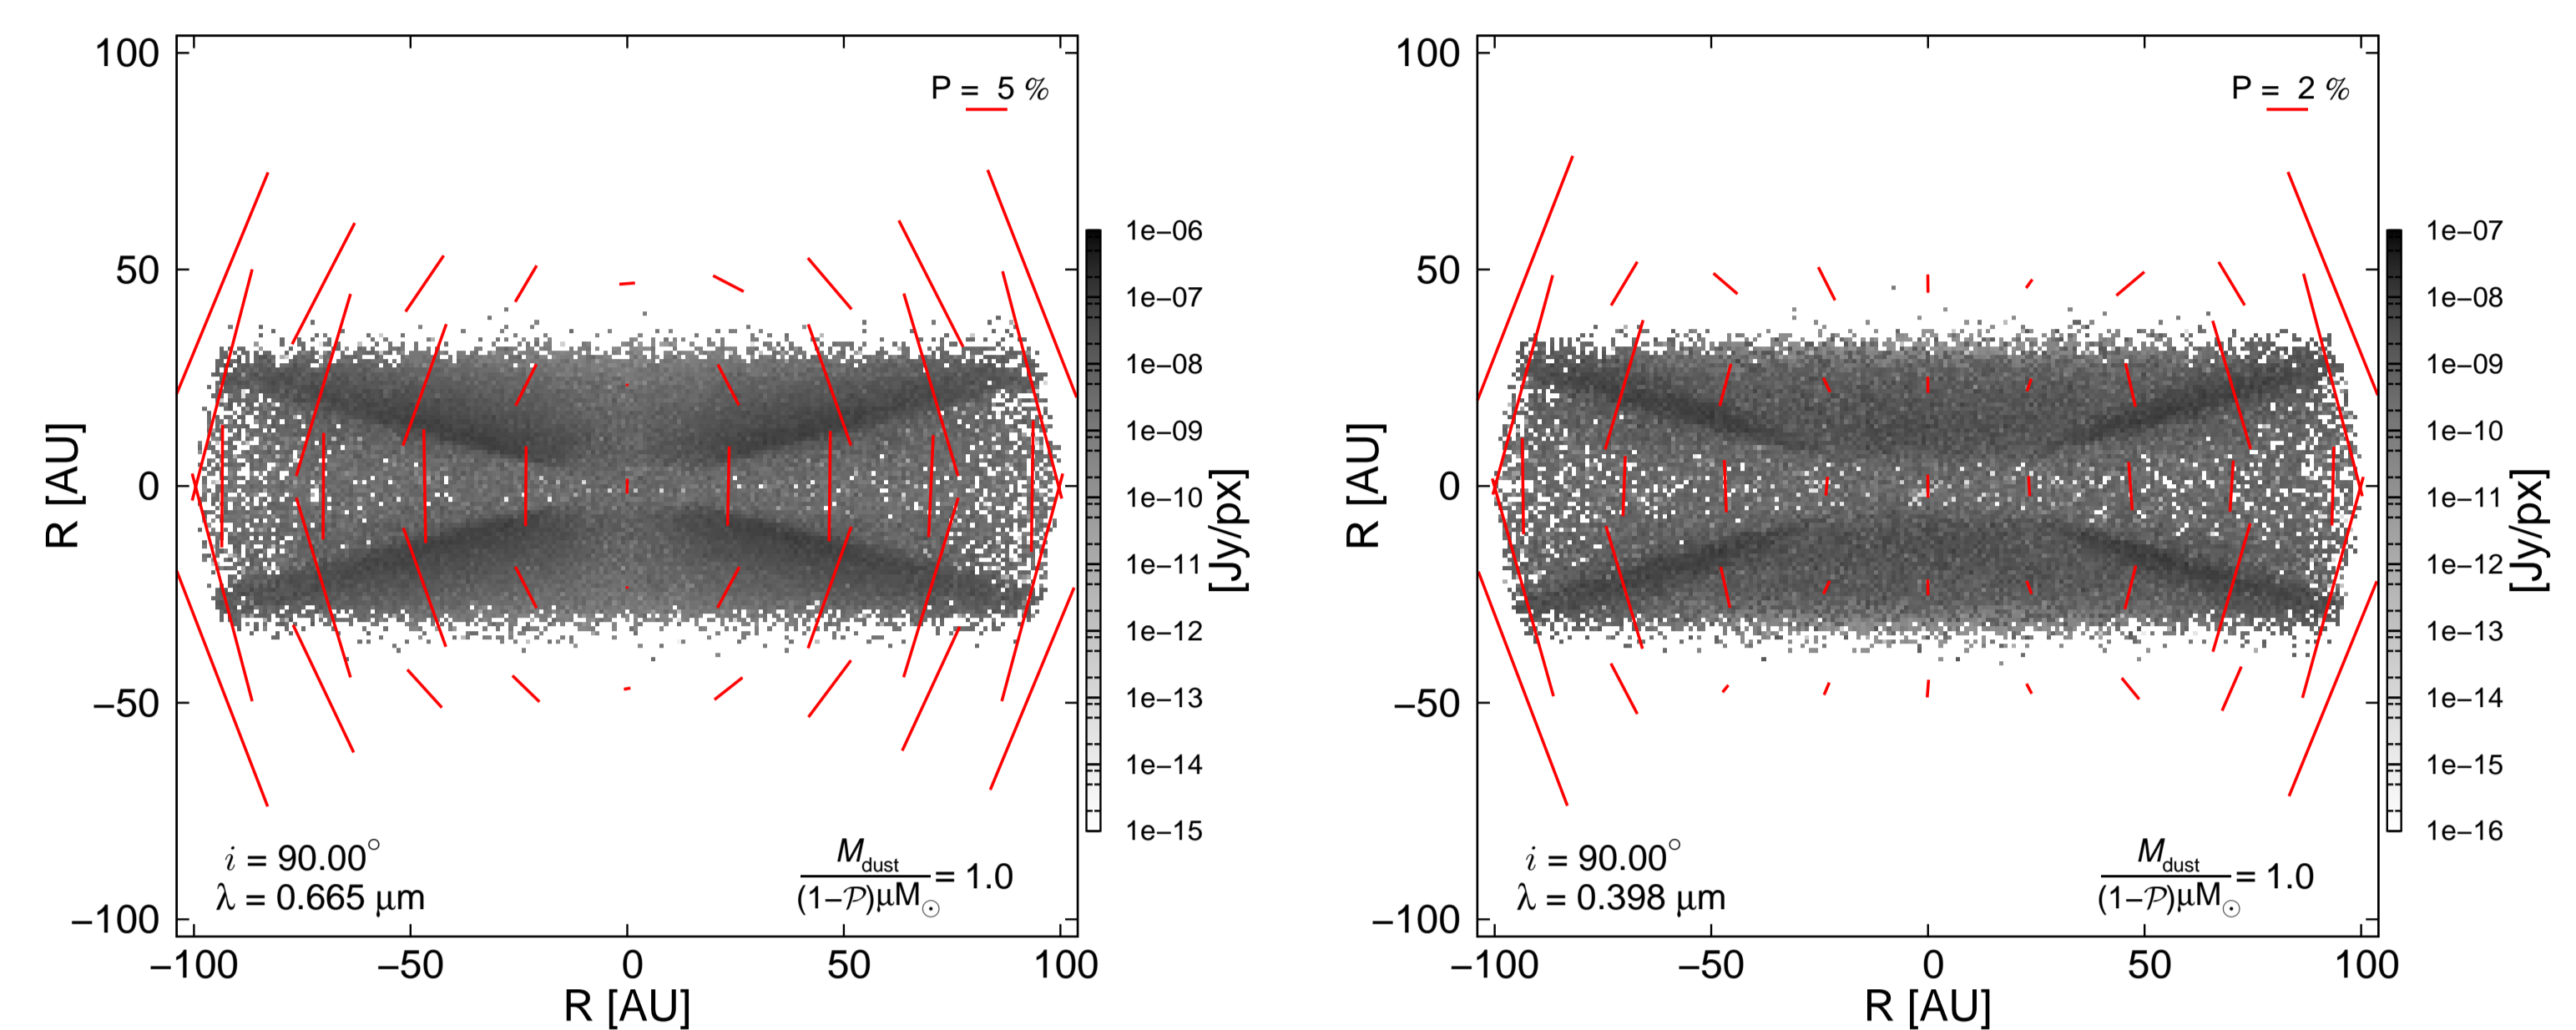 P = 5 %
100
50
0
−50
−100
R [AU]
−100 −50 0 50 100
R [AU]
i = 90.00°
λ = 0.665 μm
M_dust
(1−𝒫)μM_⊙ = 1.0
1e−06
1e−07
1e−08
1e−09
1e−10
1e−11
1e−12
1e−13
1e−14
1e−15
[Jy/px]
P = 2 %
100
50
0
−50
−100
R [AU]
−100 −50 0 50 100
R [AU]
i = 90.00°
λ = 0.398 μm
M_dust
(1−𝒫)μM_⊙ = 1.0
1e−07
1e−08
1e−09
1e−10
1e−11
1e−12
1e−13
1e−14
1e−15
1e−16
[Jy/px]